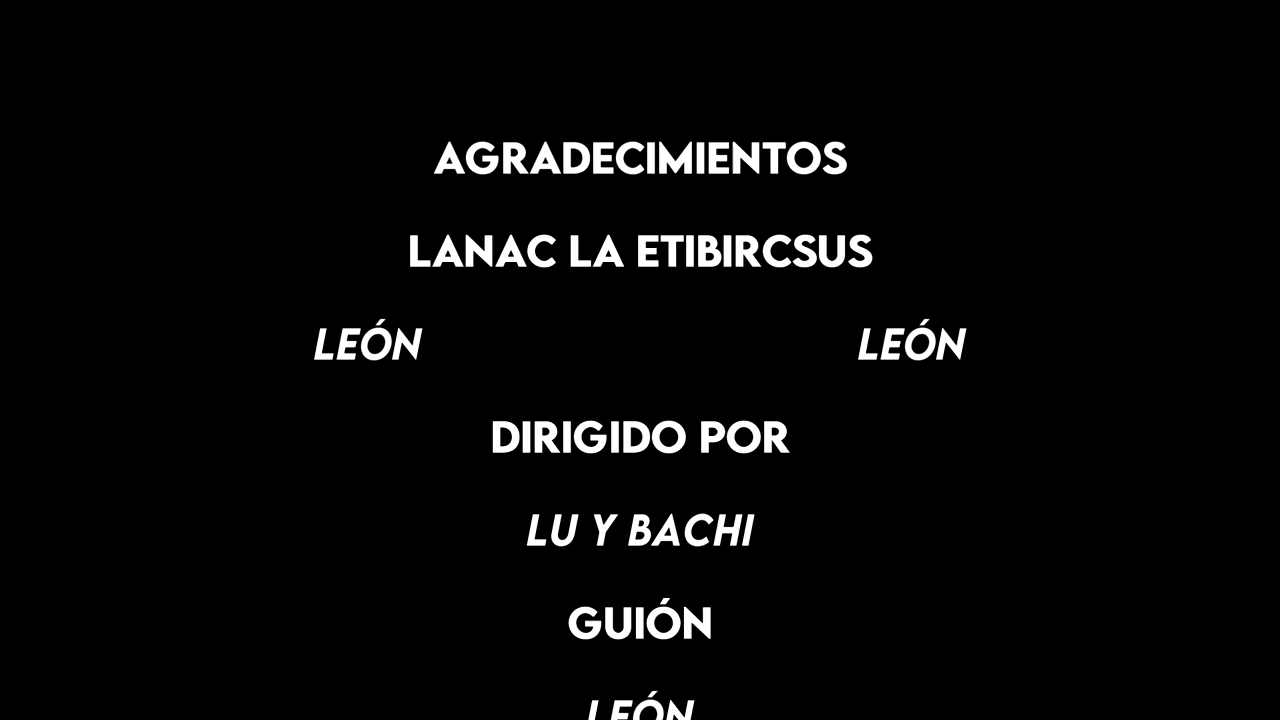 AGRADECIMIENTOS
LANAC LA ETIBIRCSUS
LEÓN LEÓN
DIRIGIDO POR
LU Y BACHI
GUIÓN
LEÓN